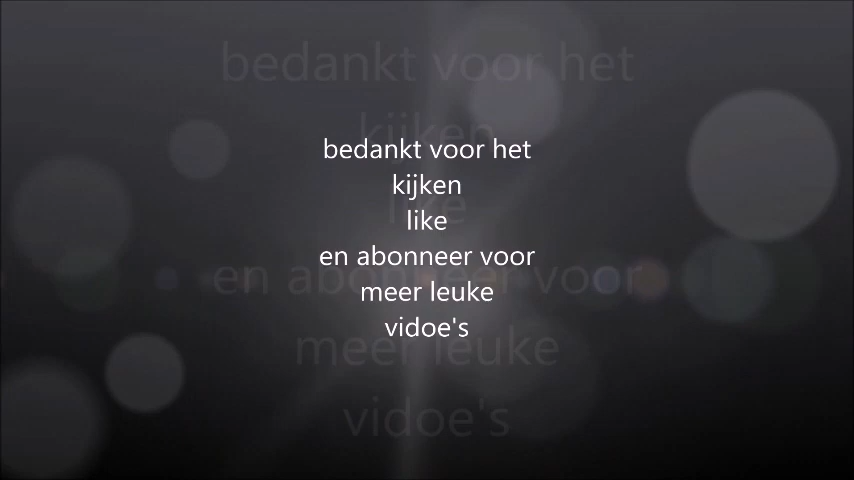 bedankt voor het
kijken
like
en abonneer voor
meer leuke
vidoe's